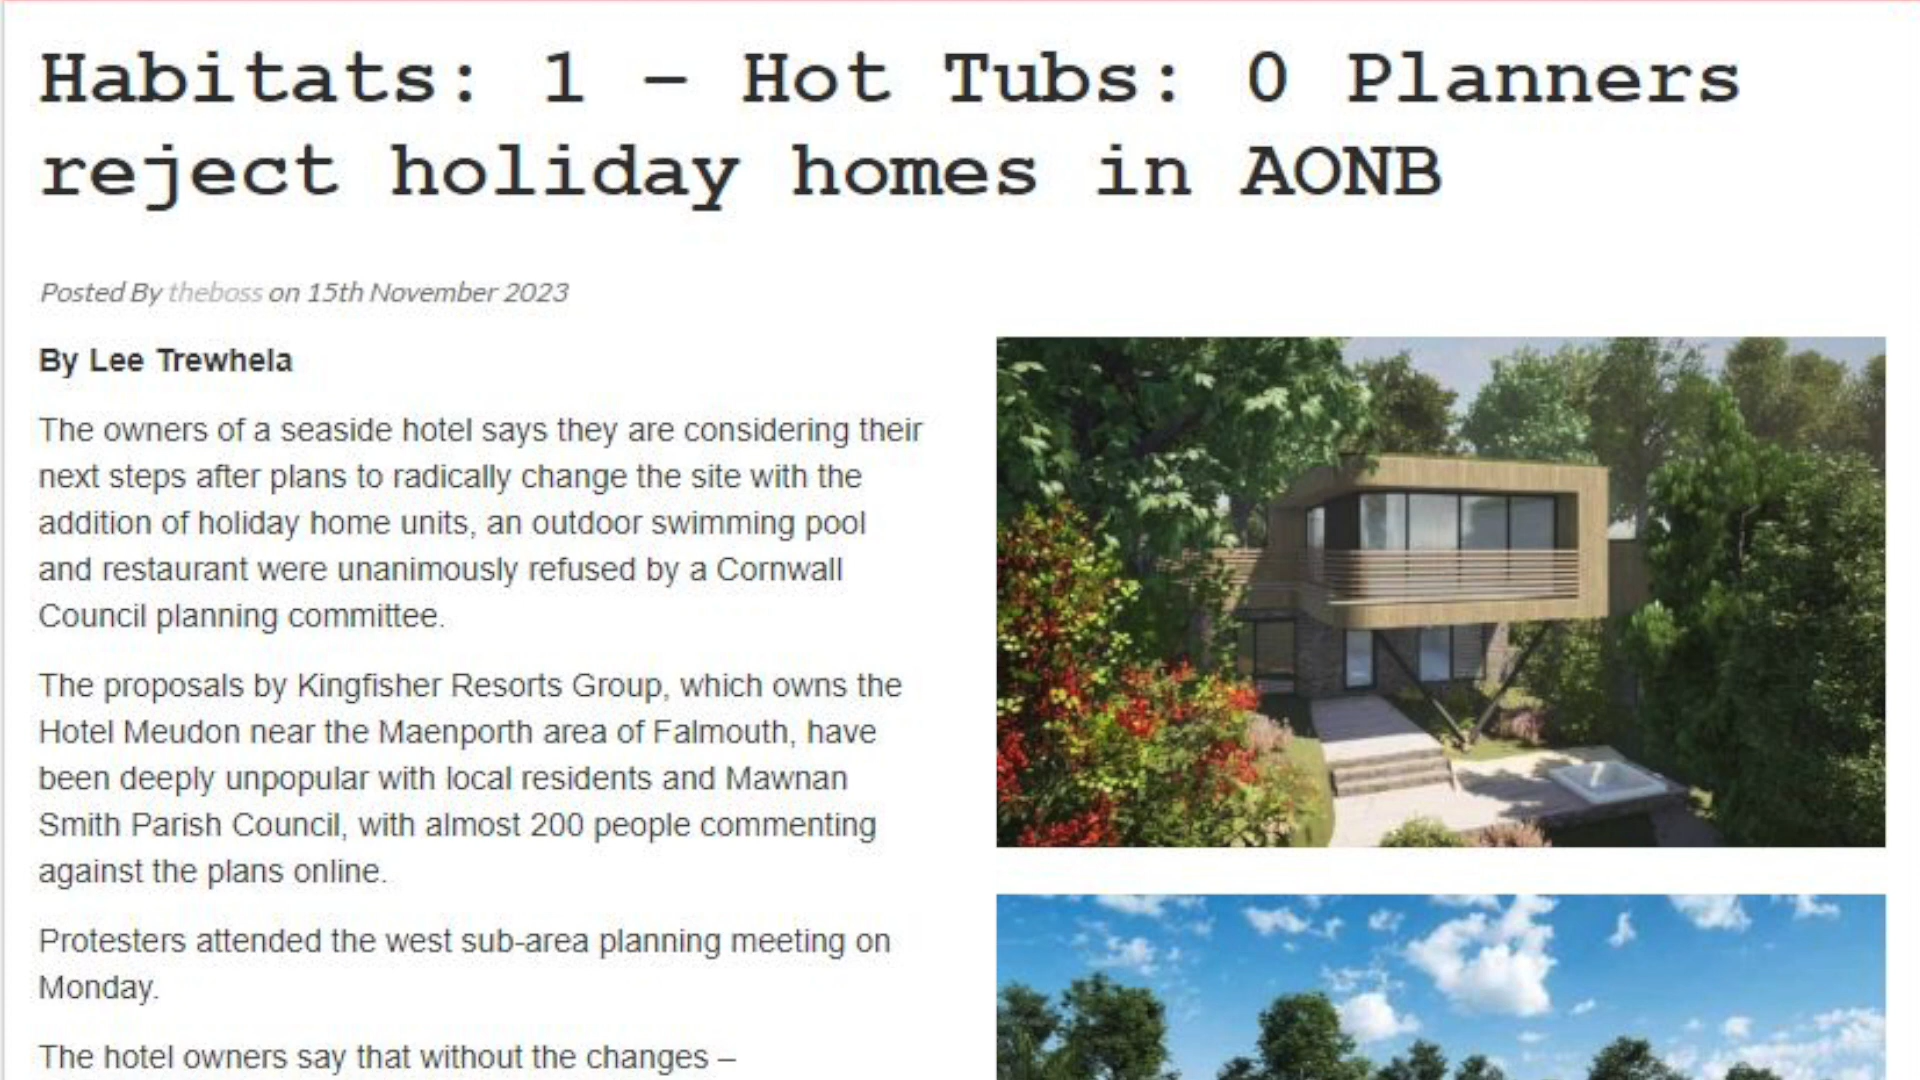 Habitats: 1 – Hot Tubs: 0 Planners
reject holiday homes in AONB
Posted By theboss on 15th November 2023
By Lee Trewhela
The owners of a seaside hotel says they are considering their
next steps after plans to radically change the site with the
addition of holiday home units, an outdoor swimming pool
and restaurant were unanimously refused by a Cornwall
Council planning committee.
The proposals by Kingfisher Resorts Group, which owns the
Hotel Meudon near the Maenporth area of Falmouth, have
been deeply unpopular with local residents and Mawnan
Smith Parish Council, with almost 200 people commenting
against the plans online.
Protesters attended the west sub-area planning meeting on
Monday.
The hotel owners say that without the changes –